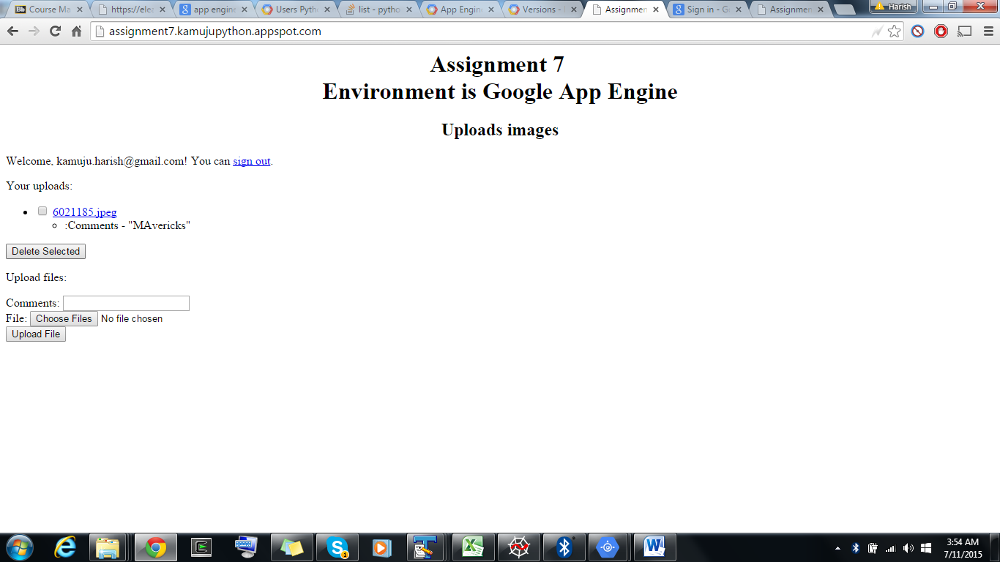 Course Ma
https://elea
app engine
Users Pyth
list - pytho
App Engin
Versions -
Assignmen
Sign in - Go
Assignmen
Harish
assignment7.kamujupython.appspot.com
Assignment 7
Environment is Google App Engine
Uploads images
Welcome, kamuju.harish@gmail.com! You can sign out.
Your uploads:
6021185.jpeg
:Comments - "MAvericks"
Delete Selected
Upload files:
Comments:
File: Choose Files No file chosen
Upload File
3:54 AM
7/11/2015